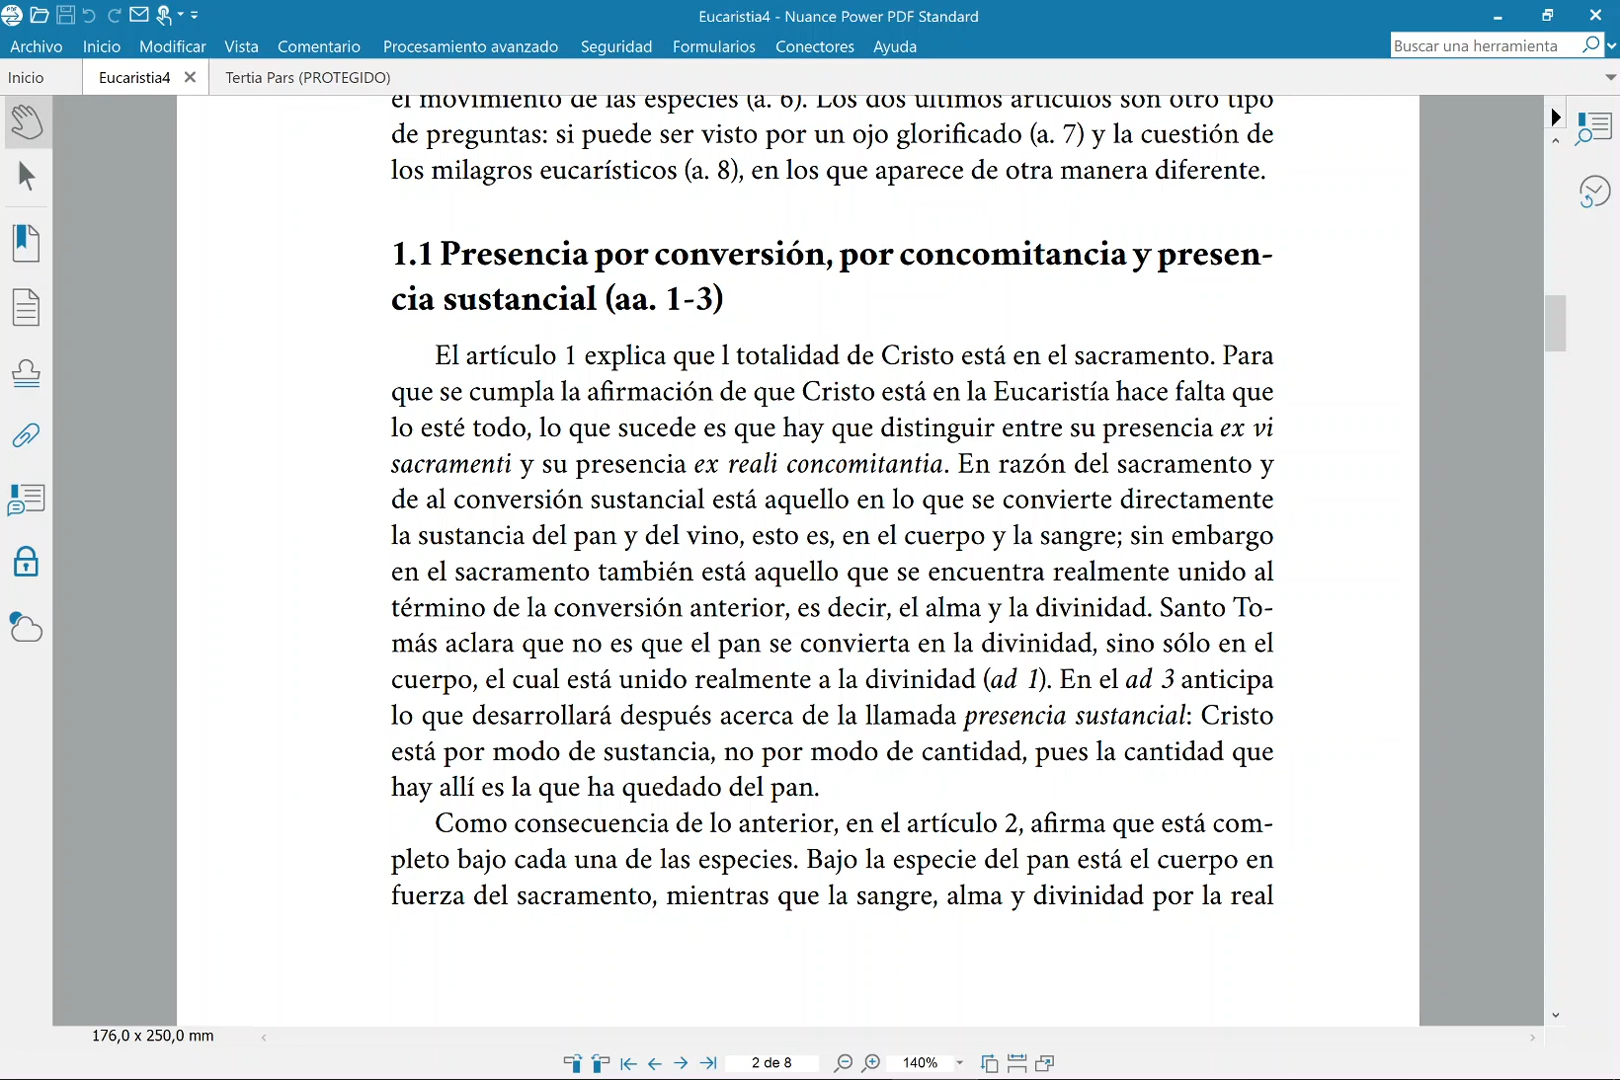 Eucaristia4 - Nuance Power PDF Standard
Archivo Inicio Modificar Vista Comentario Procesamiento avanzado Seguridad Formularios Conectores Ayuda Buscar una herramienta
Inicio Eucaristia4 Tertia Pars (PROTEGIDO)
el movimiento de las especies (a. 6). Los dos últimos artículos son otro tipo
de preguntas: si puede ser visto por un ojo glorificado (a. 7) y la cuestión de
los milagros eucarísticos (a. 8), en los que aparece de otra manera diferente.
1.1 Presencia por conversión, por concomitancia y presen-
cia sustancial (aa. 1-3)
El artículo 1 explica que l totalidad de Cristo está en el sacramento. Para
que se cumpla la afirmación de que Cristo está en la Eucaristía hace falta que
lo esté todo, lo que sucede es que hay que distinguir entre su presencia ex vi
sacramenti y su presencia ex reali concomitantia. En razón del sacramento y
de al conversión sustancial está aquello en lo que se convierte directamente
la sustancia del pan y del vino, esto es, en el cuerpo y la sangre; sin embargo
en el sacramento también está aquello que se encuentra realmente unido al
término de la conversión anterior, es decir, el alma y la divinidad. Santo To-
más aclara que no es que el pan se convierta en la divinidad, sino sólo en el
cuerpo, el cual está unido realmente a la divinidad (ad 1). En el ad 3 anticipa
lo que desarrollará después acerca de la llamada presencia sustancial: Cristo
está por modo de sustancia, no por modo de cantidad, pues la cantidad que
hay allí es la que ha quedado del pan.
Como consecuencia de lo anterior, en el artículo 2, afirma que está com-
pleto bajo cada una de las especies. Bajo la especie del pan está el cuerpo en
fuerza del sacramento, mientras que la sangre, alma y divinidad por la real
176,0 x 250,0 mm
2 de 8 140%